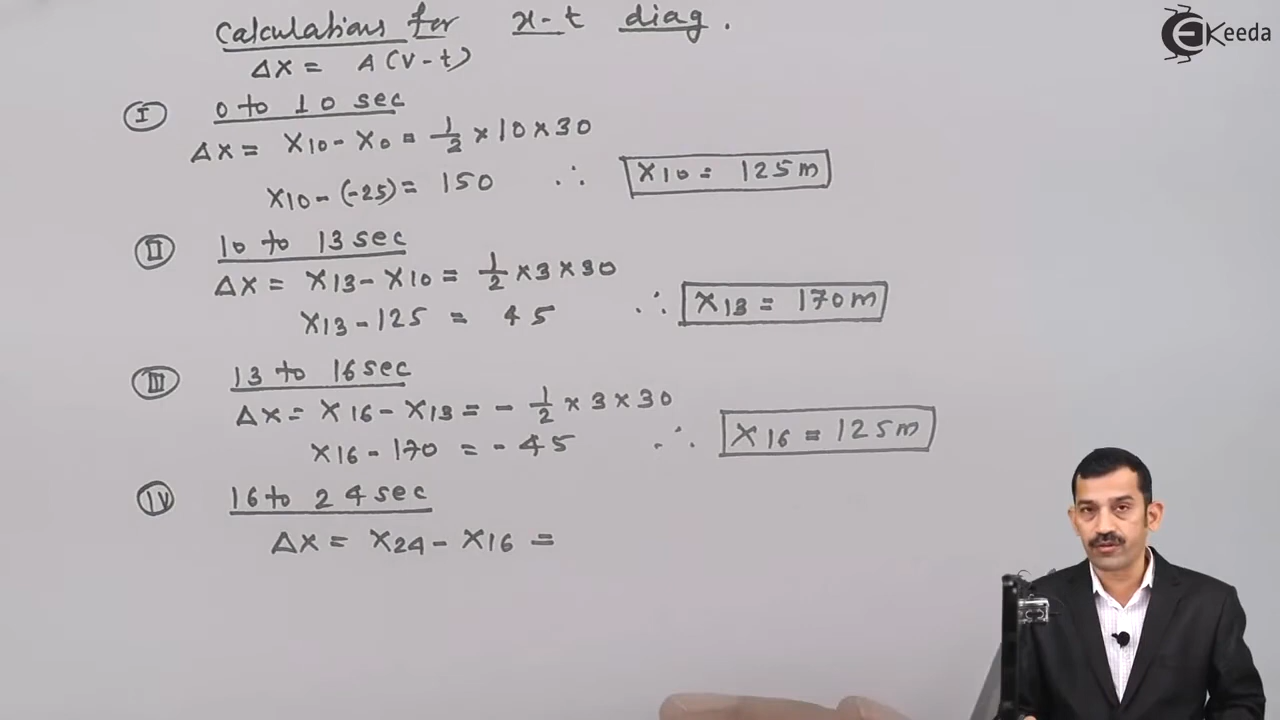 EKeeda
Calculations for x-t diag.
Δx = A(v-t)
I 0 to 10 sec
Δx = x10 - x0 = 1/2 × 10 × 30
x10 - (-25) = 150 ∴ x10 = 125m
II 10 to 13 sec
Δx = x13 - x10 = 1/2 × 3 × 30
x13 - 125 = 45 ∴ x13 = 170m
III 13 to 16 sec
Δx = x16 - x13 = - 1/2 × 3 × 30
x16 - 170 = - 45 ∴ x16 = 125m
IV 16 to 24 sec
Δx = x24 - x16 =